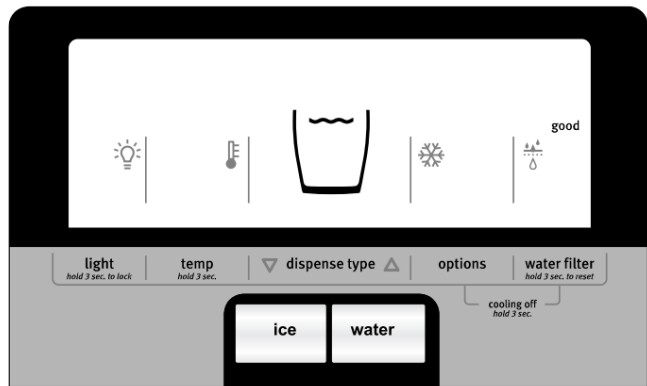 good
light
hold 3 sec. to lock
temp
hold 3 sec.
dispense type
options
water filter
hold 3 sec. to reset
cooling off
hold 3 sec.
ice
water